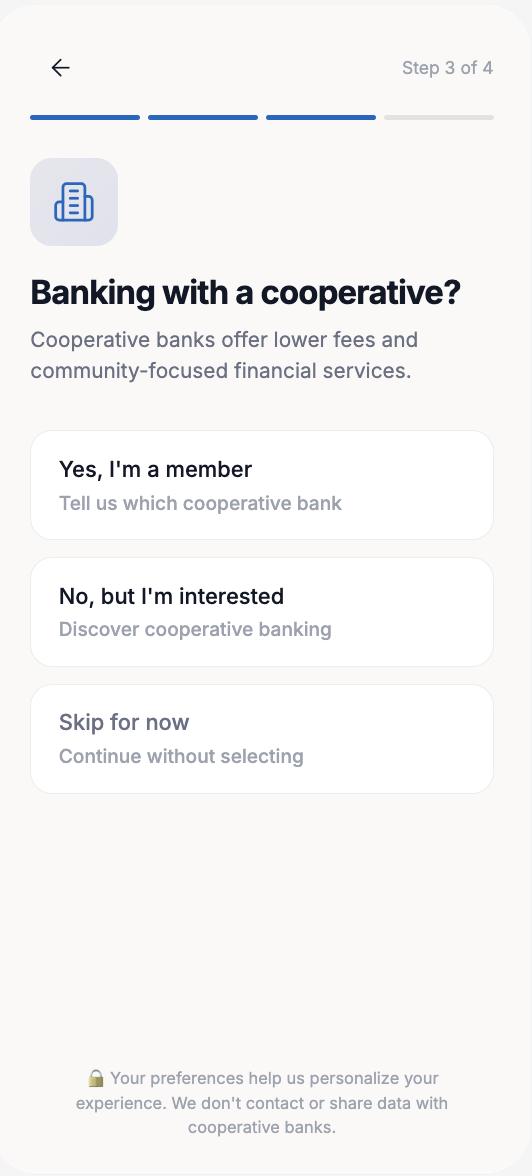 Step 3 of 4
Banking with a cooperative?
Cooperative banks offer lower fees and
community-focused financial services.
Yes, I'm a member
Tell us which cooperative bank
No, but I'm interested
Discover cooperative banking
Skip for now
Continue without selecting
🔒 Your preferences help us personalize your
experience. We don't contact or share data with
cooperative banks.